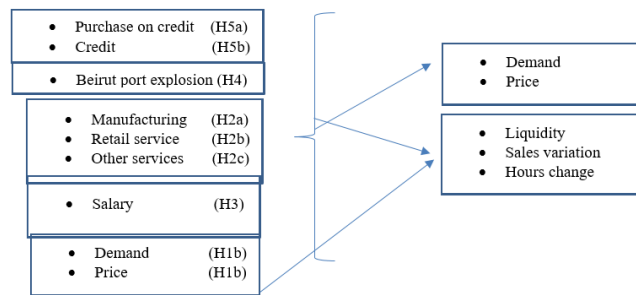 • Purchase on credit (H5a)
• Credit (H5b)
• Beirut port explosion (H4)
• Manufacturing (H2a)
• Retail service (H2b)
• Other services (H2c)
• Salary (H3)
• Demand (H1b)
• Price (H1b)
• Demand
• Price
• Liquidity
• Sales variation
• Hours change